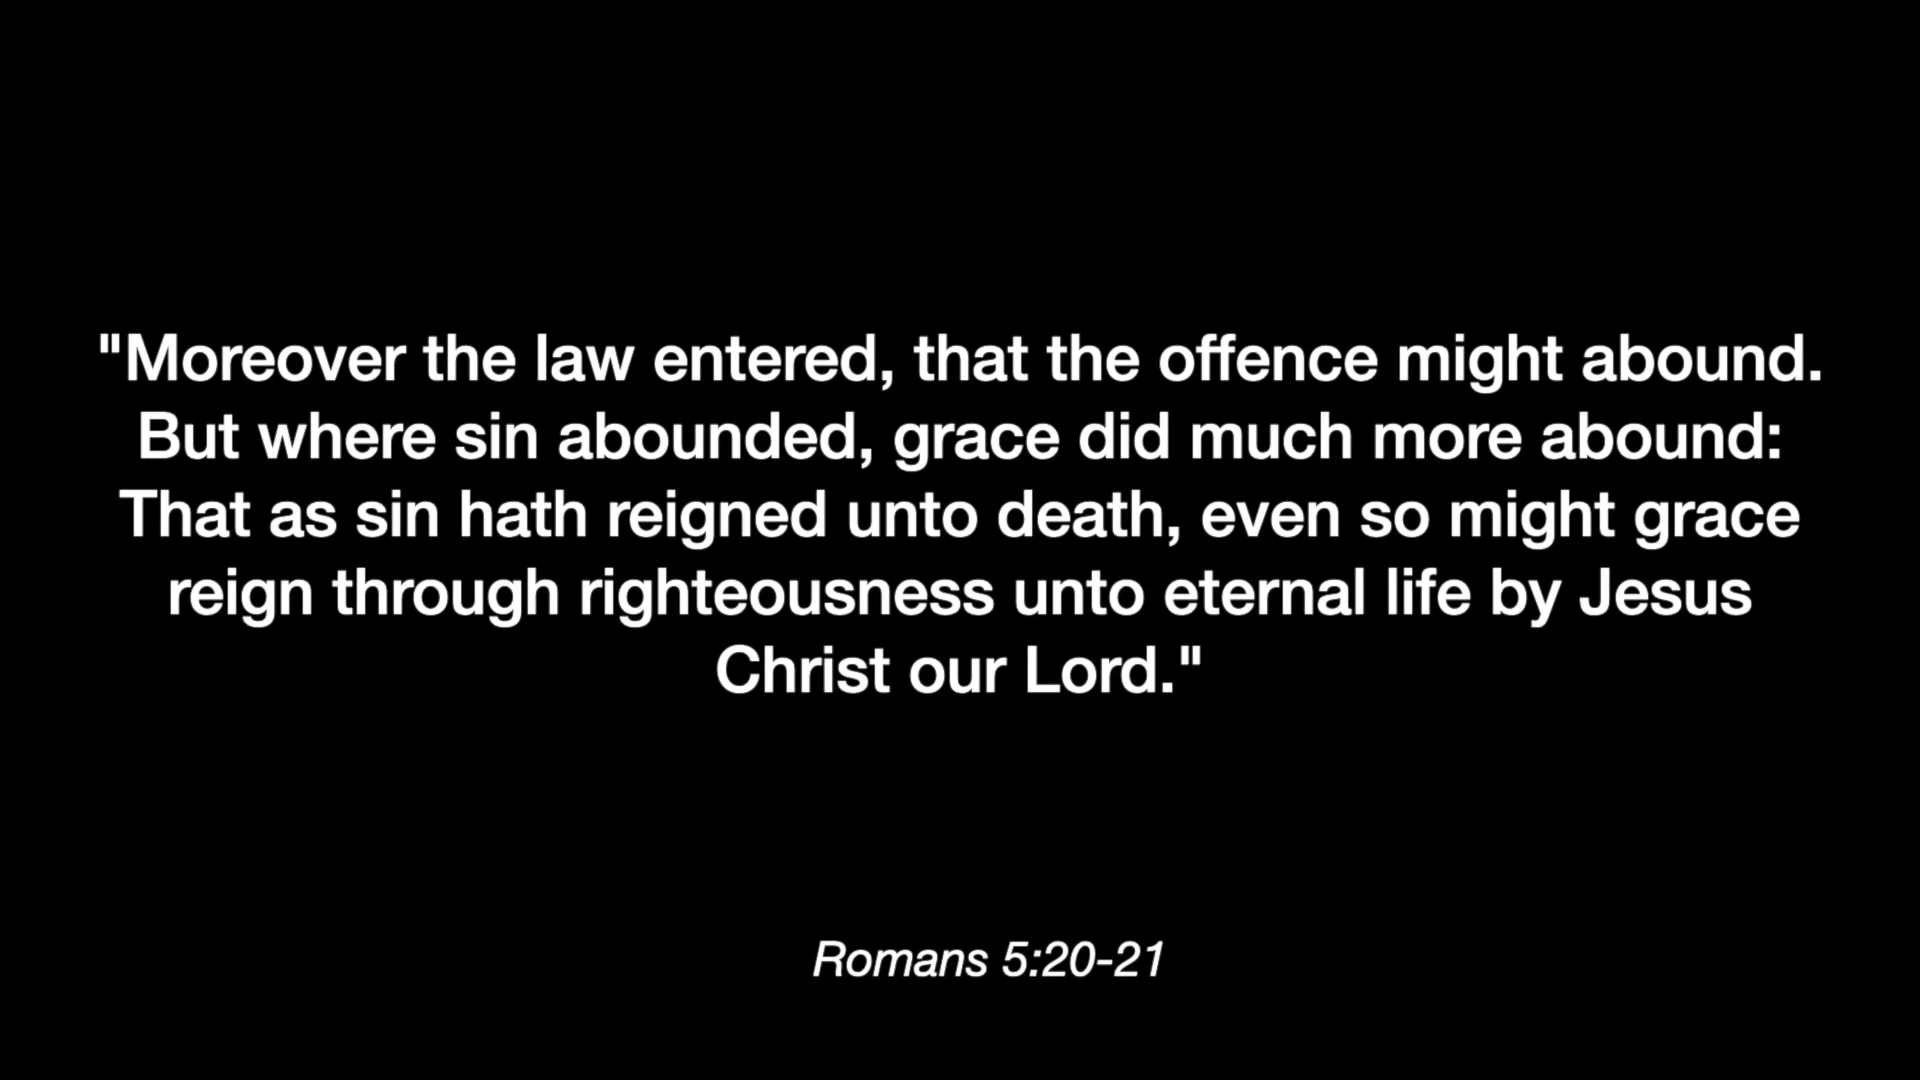 "Moreover the law entered, that the offence might abound.
But where sin abounded, grace did much more abound:
That as sin hath reigned unto death, even so might grace
reign through righteousness unto eternal life by Jesus
Christ our Lord."
Romans 5:20-21